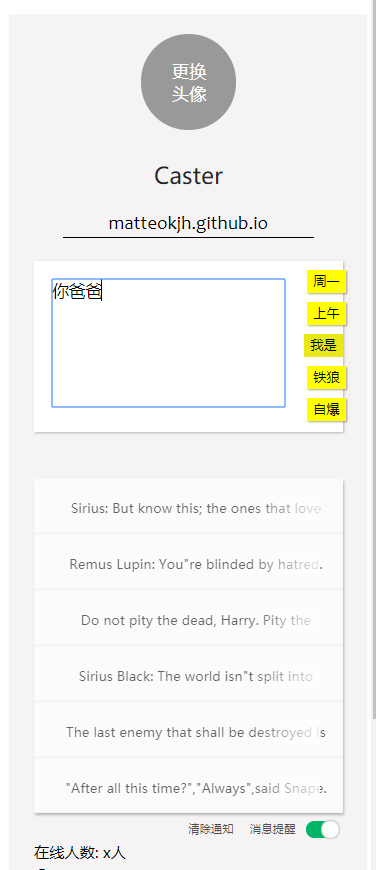 更换
头像
Caster
matteokjh.github.io
你爸爸
周一
上午
我是
铁狼
自爆
Sirius: But know this; the ones that love
Remus Lupin: You"re blinded by hatred.
Do not pity the dead, Harry. Pity the
Sirius Black: The world isn"t split into
The last enemy that shall be destroyed is
"After all this time?","Always",said Snape.
清除通知 消息提醒
在线人数: x人